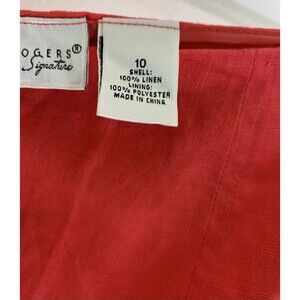 OGERS®
Signature
10
SHELL:
100% LINEN
LINING:
100% POLYESTER
MADE IN CHINA